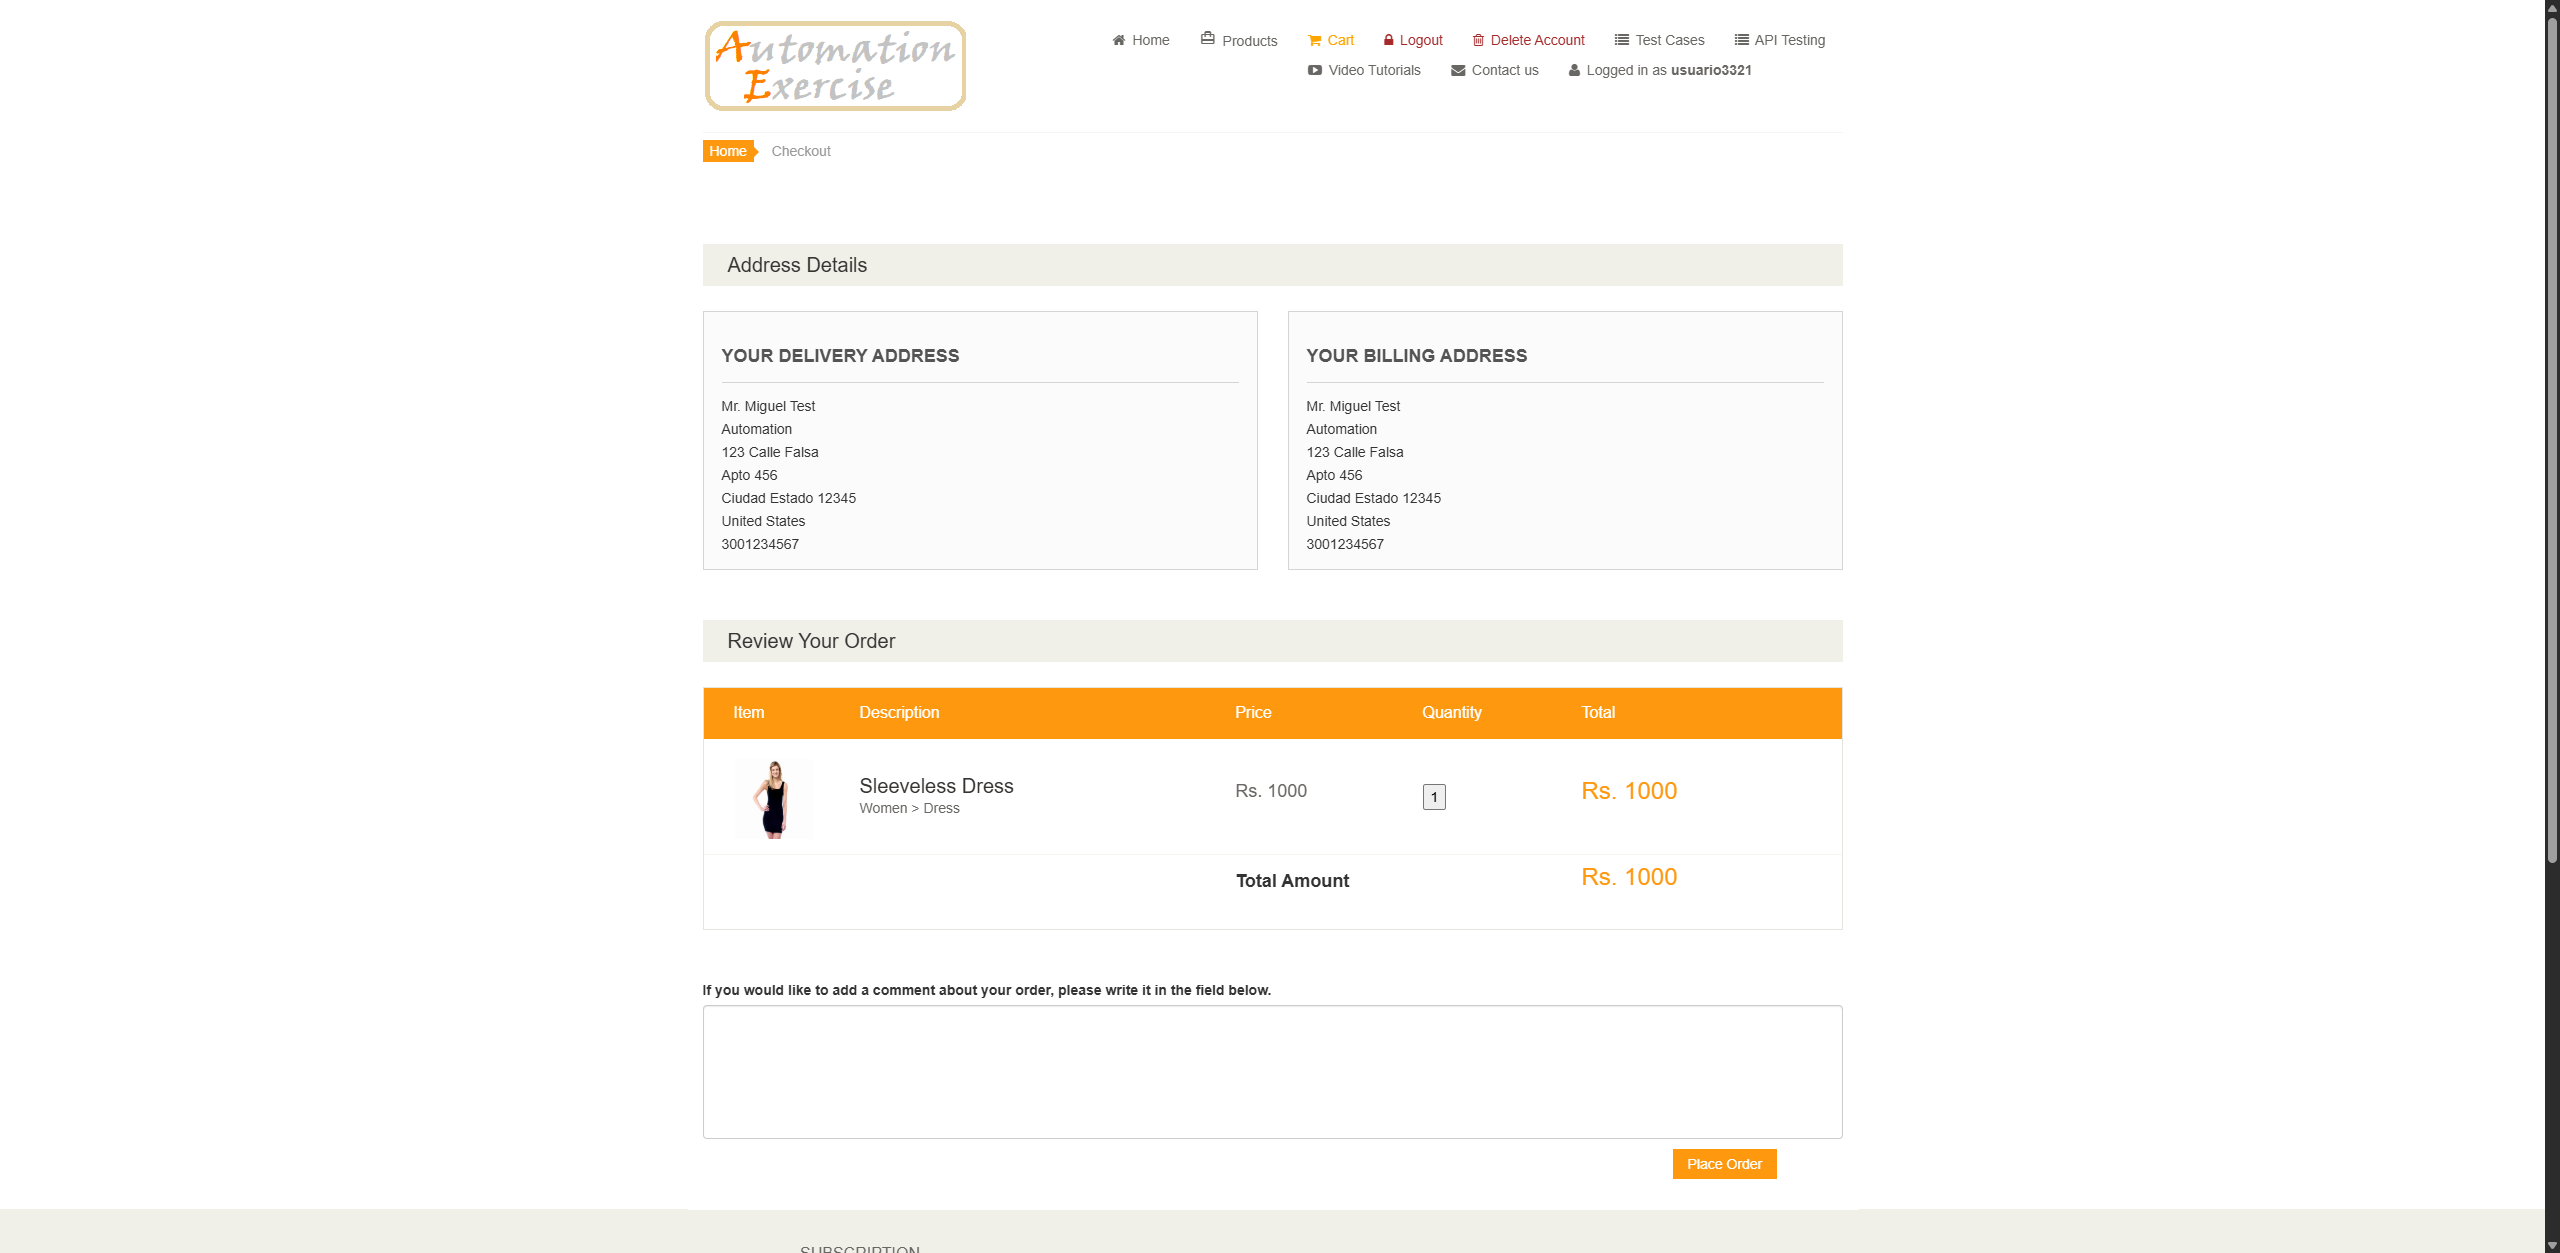 Automation
Exercise
Home
Products
Cart
Logout
Delete Account
Test Cases
API Testing
Video Tutorials
Contact us
Logged in as usuario3321
Home
Checkout
Address Details
YOUR DELIVERY ADDRESS
Mr. Miguel Test
Automation
123 Calle Falsa
Apto 456
Ciudad Estado 12345
United States
3001234567
YOUR BILLING ADDRESS
Mr. Miguel Test
Automation
123 Calle Falsa
Apto 456
Ciudad Estado 12345
United States
3001234567
Review Your Order
Item Description Price Quantity Total
Sleeveless Dress
Women > Dress
Rs. 1000
1
Rs. 1000
Total Amount
Rs. 1000
If you would like to add a comment about your order, please write it in the field below.
Place Order
SUBSCRIPTION